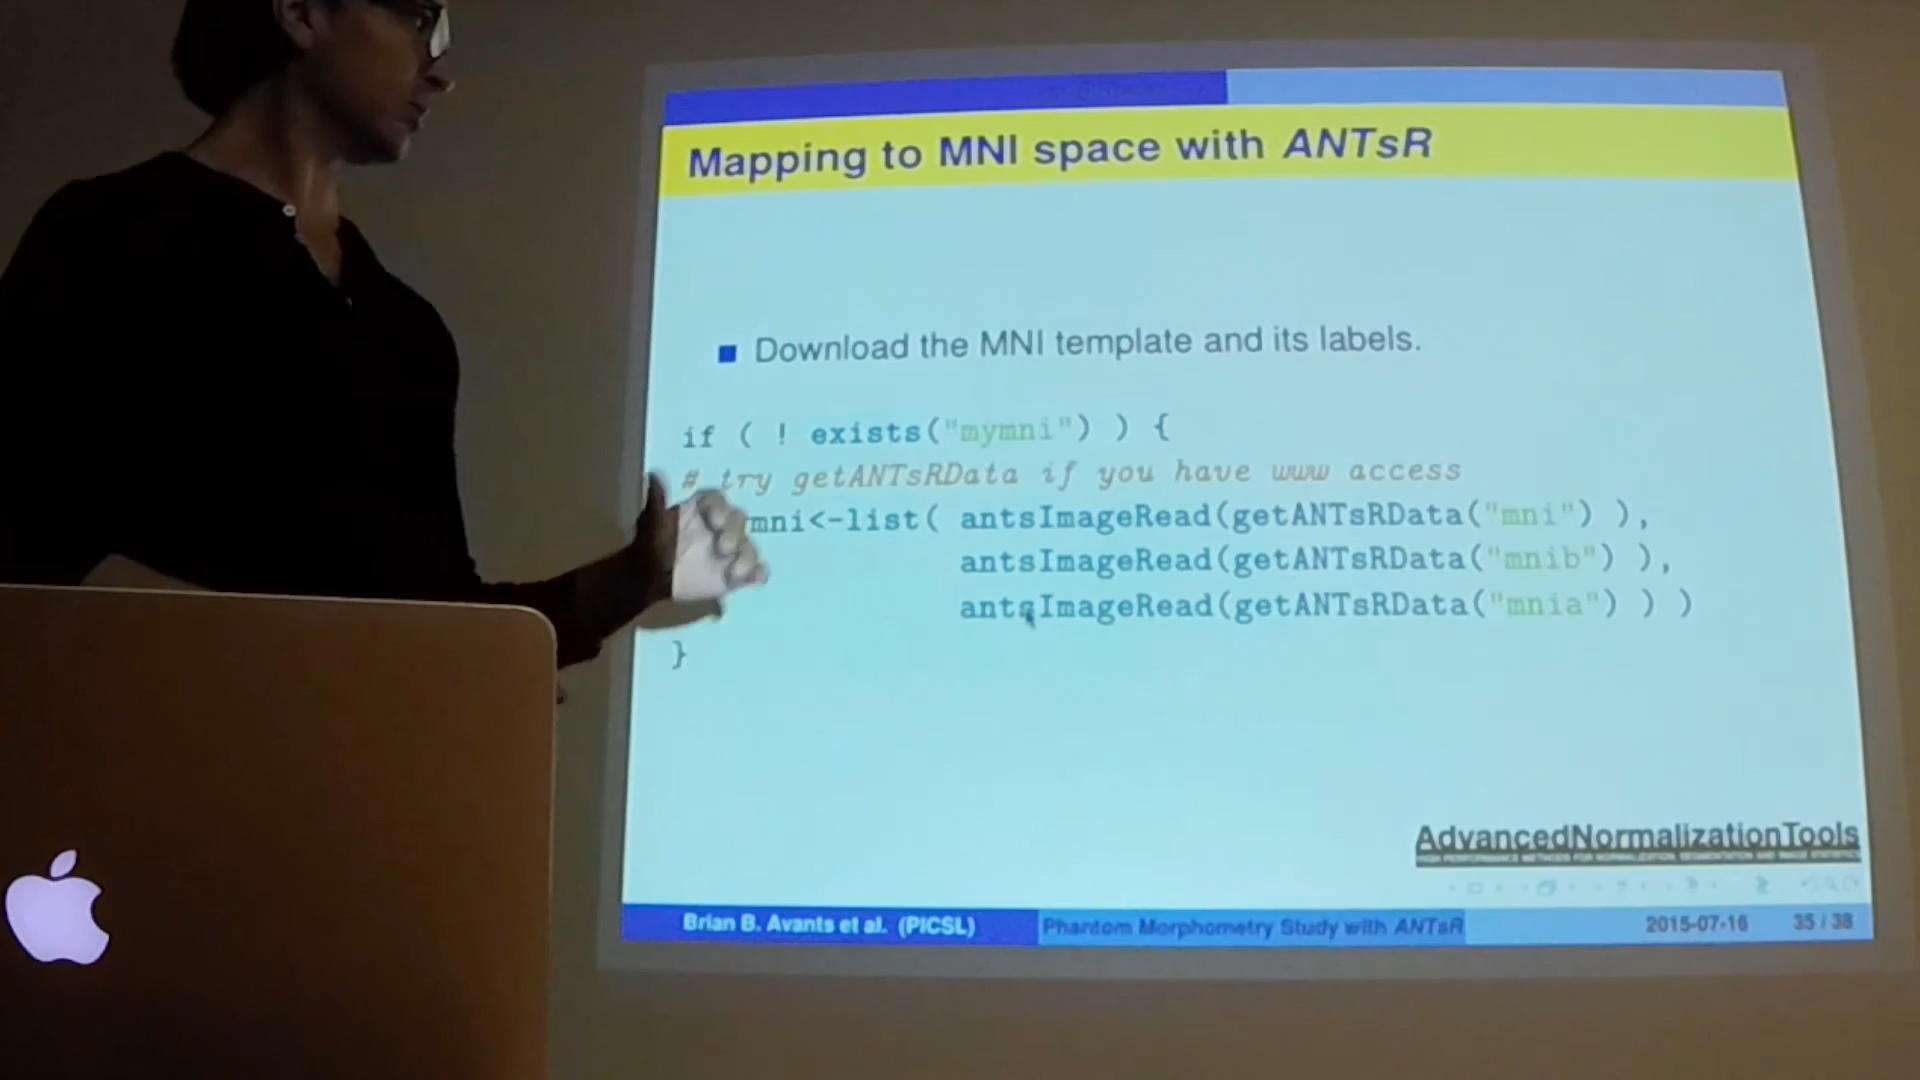 Mapping to MNI space with ANTsR
Download the MNI template and its labels.
if ( ! exists("mymni") ) {
# try getANTsRData if you have www access
mni<-list( antsImageRead(getANTsRData("mni") ),
antsImageRead(getANTsRData("mnib") ),
antsImageRead(getANTsRData("mnia") ) )
}
AdvancedNormalizationTools
Brian B. Avants et al. (PICSL) Phantom Morphometry Study with ANTsR 2015-07-16 35 / 38